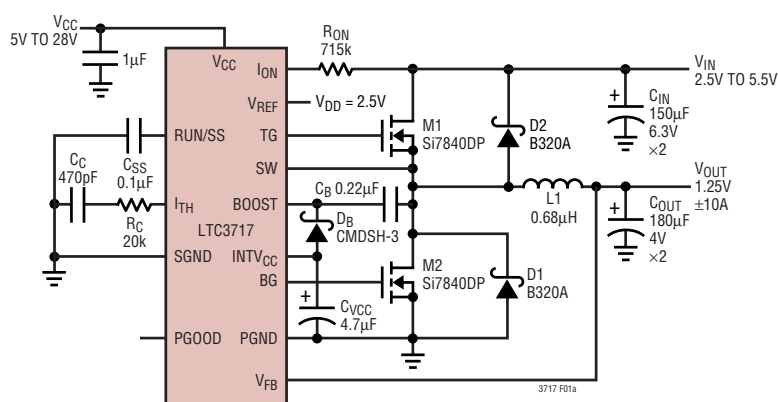 VCC
5V TO 28V
1µF
VCC
ION
RON
715k
VIN
2.5V TO 5.5V
VREF
VDD = 2.5V
CIN
150µF
6.3V
×2
RUN/SS
TG
M1
Si7840DP
D2
B320A
CSS
0.1µF
SW
CC
470pF
CB 0.22µF
L1
0.68µH
VOUT
1.25V
±10A
ITH
BOOST
RC
20k
LTC3717
DB
CMDSH-3
COUT
180µF
4V
×2
SGND
INTVCC
BG
M2
Si7840DP
D1
B320A
CVCC
4.7µF
PGOOD
PGND
VFB
3717 F01a
+
+
+